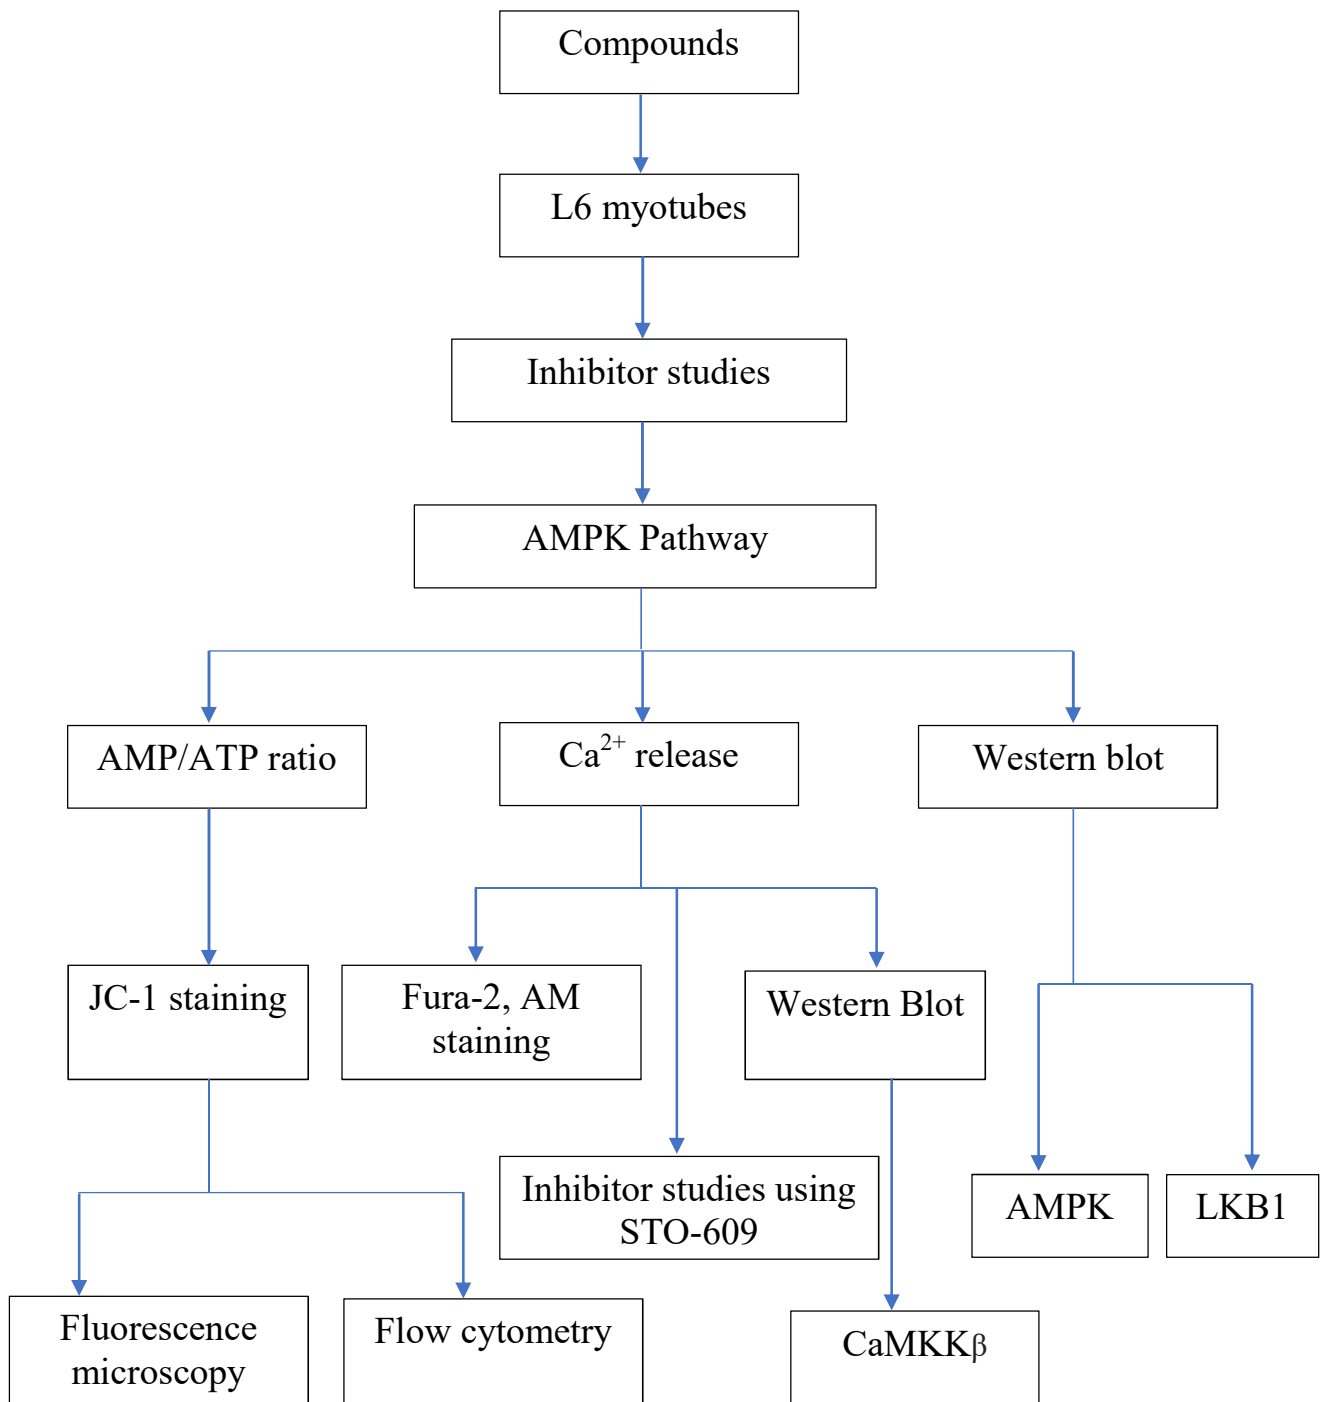 Compounds
L6 myotubes
Inhibitor studies
AMPK Pathway
AMP/ATP ratio
Ca²⁺ release
Western blot
JC-1 staining
Fura-2, AM
staining
Western Blot
Inhibitor studies using
STO-609
AMPK
LKB1
Fluorescence
microscopy
Flow cytometry
CaMKKβ